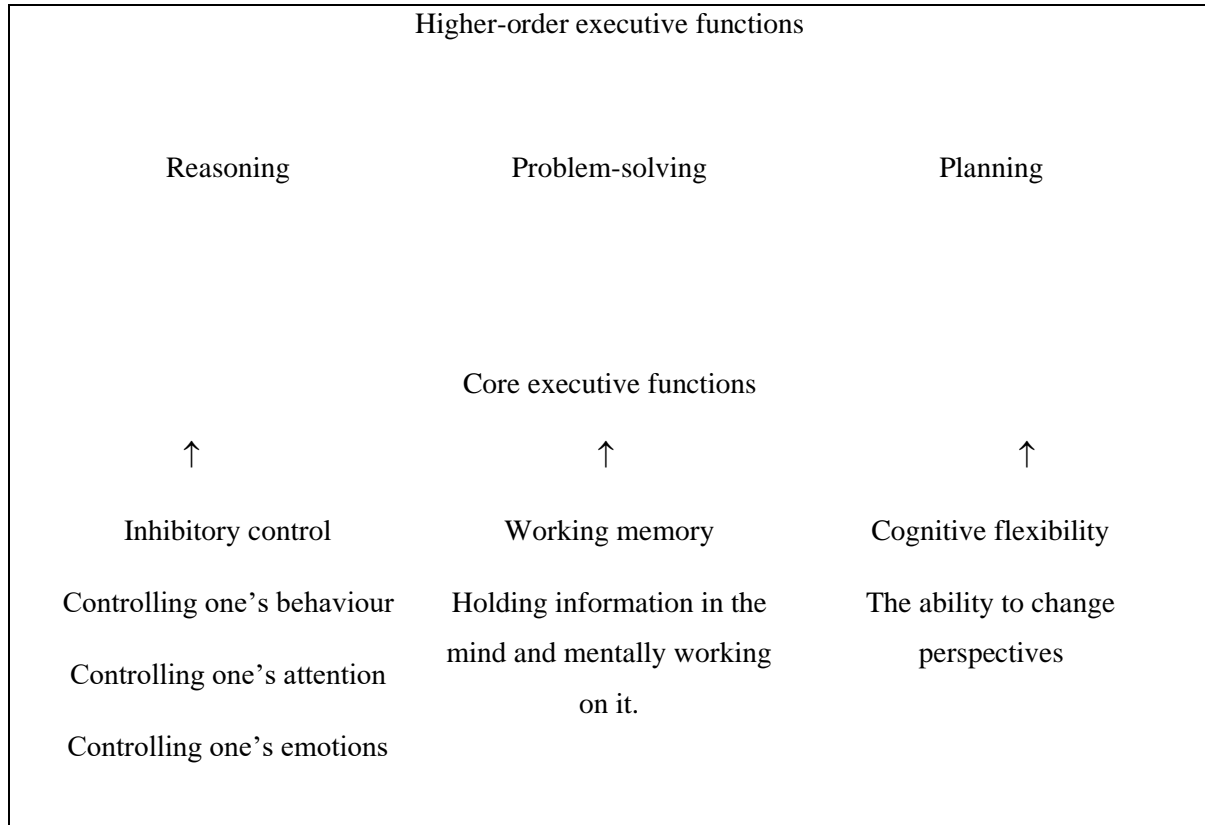 Higher-order executive functions
Reasoning Problem-solving Planning
Core executive functions
↑ ↑ ↑
Inhibitory control Working memory Cognitive flexibility
Controlling one’s behaviour Holding information in the The ability to change
mind and mentally working perspectives
Controlling one’s attention
on it.
Controlling one’s emotions